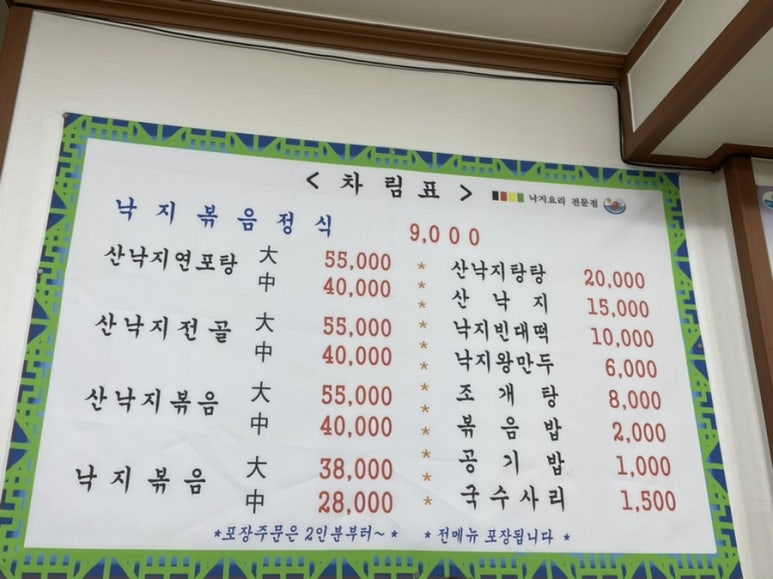 < 차 림 표 >
낙지요리 전문점
낙지볶음정식 9,000
산낙지연포탕 大 55,000
中 40,000
산낙지전골 大 55,000
中 40,000
산낙지볶음 大 55,000
中 40,000
낙지볶음 大 38,000
中 28,000
* 산낙지탕탕 20,000
* 산낙지 15,000
* 낙지빈대떡 10,000
* 낙지왕만두 6,000
* 조개탕 8,000
* 볶음밥 2,000
* 공기밥 1,000
* 국수사리 1,500
*포장주문은 2인분부터~* *전메뉴 포장됩니다*